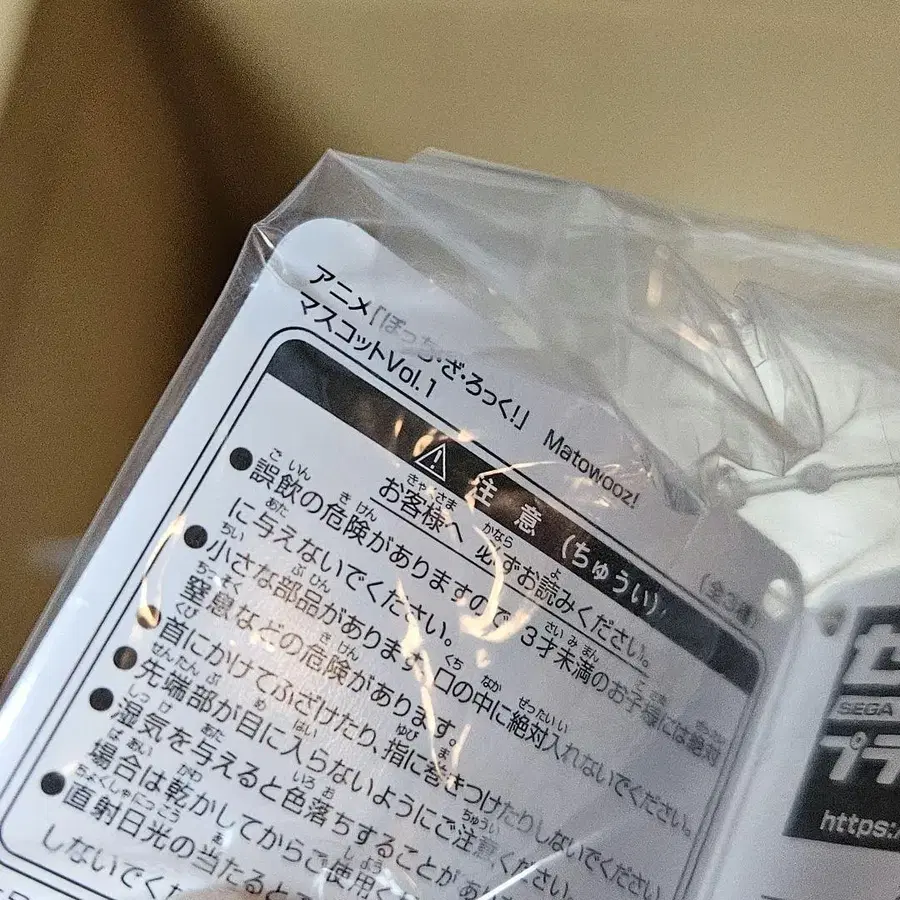 アニメ「ぼっち・ざ・ろっく!」 Matowooz!
マスコットVol.1
(全3種)
⚠ 注 意 (ちゅうい)
お客様へ 必ずお読みください。
●誤飲の危険がありますので、3才未満のお子様には絶対
に与えないでください。
●小さな部品があります。口の中に絶対入れないでください。
窒息などの危険があります。
●首にかけてふざけたり、指に巻きつけたりしないでください。
●先端部が目に入らないようにご注意ください。
●湿気を与えると色落ちすることがあ
場合は乾かしてからご使用く
●直射日光の当たると
しないでくだ
SEGA
https:/